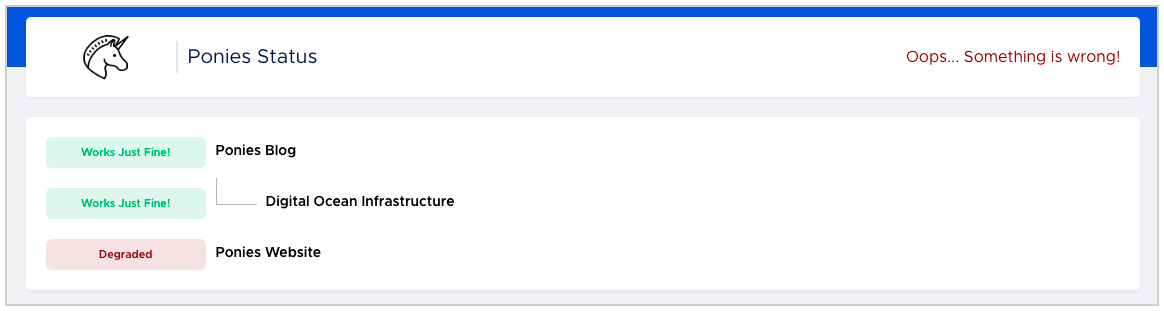 Ponies Status
Oops... Something is wrong!
Works Just Fine! Ponies Blog
Works Just Fine! Digital Ocean Infrastructure
Degraded Ponies Website